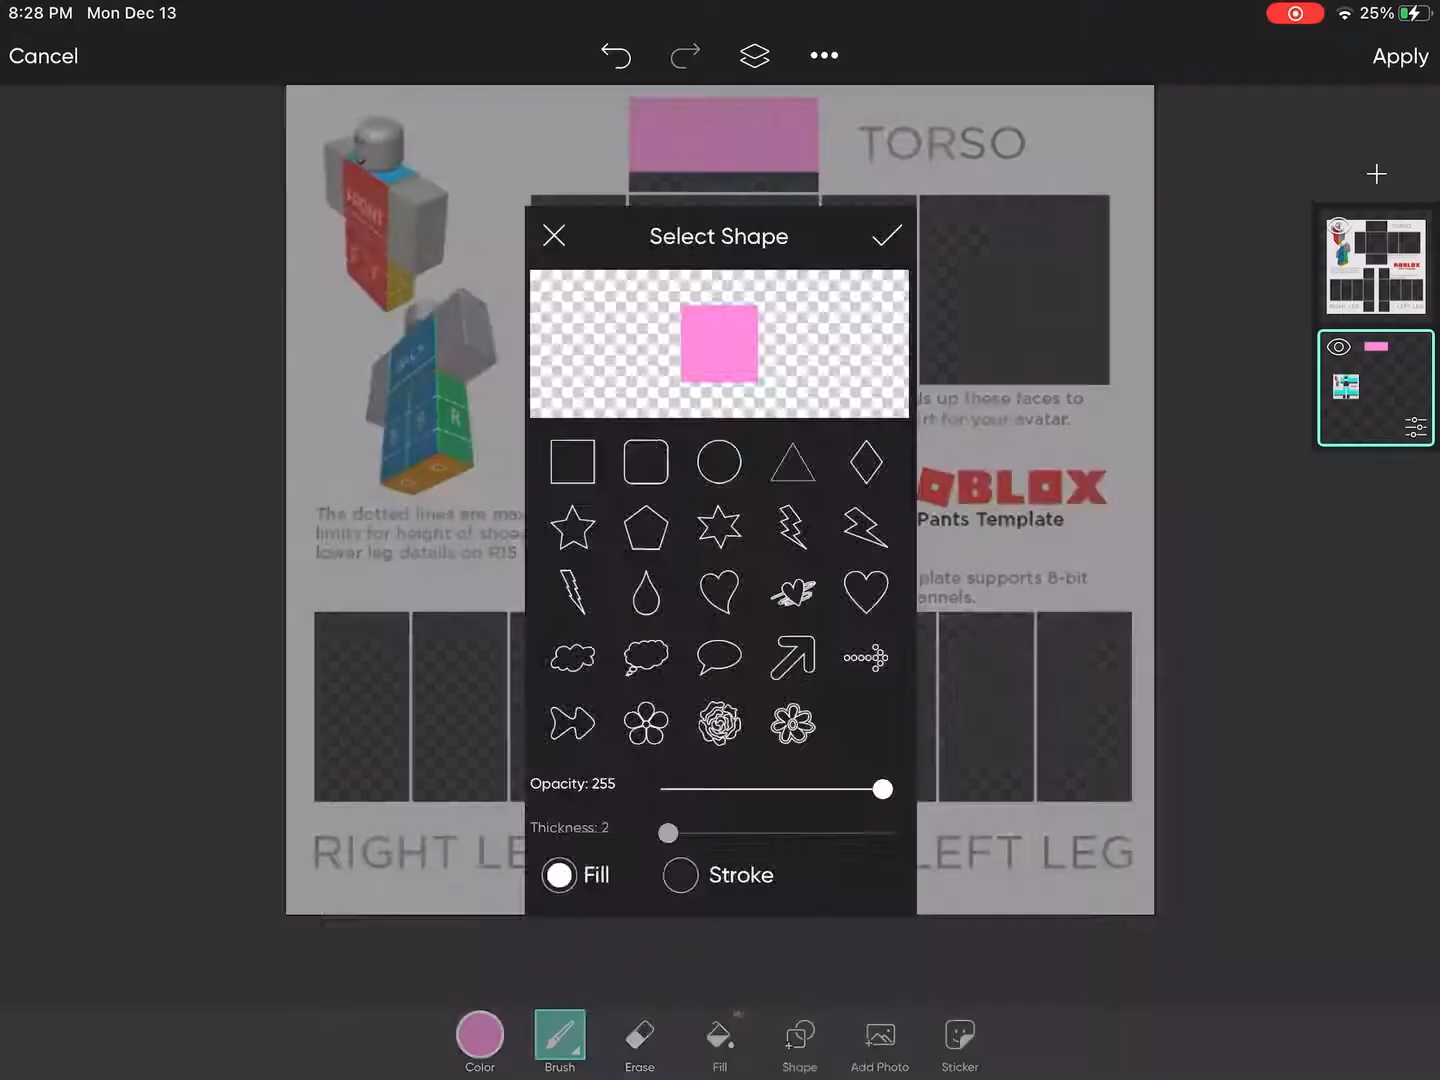 8:28 PM Mon Dec 13
25%
Cancel
Apply
TORSO
FRONT
Select Shape
R
ls up these faces to
rt for your avatar.
ROBLOX
Pants Template
The dotted lines are
limits for height of
lower leg details on R15
plate supports 8-bit
annels.
Opacity: 255
Thickness: 2
Fill
Stroke
RIGHT LE
LEFT LEG
Color
Brush
Erase
Fill
Shape
Add Photo
Sticker